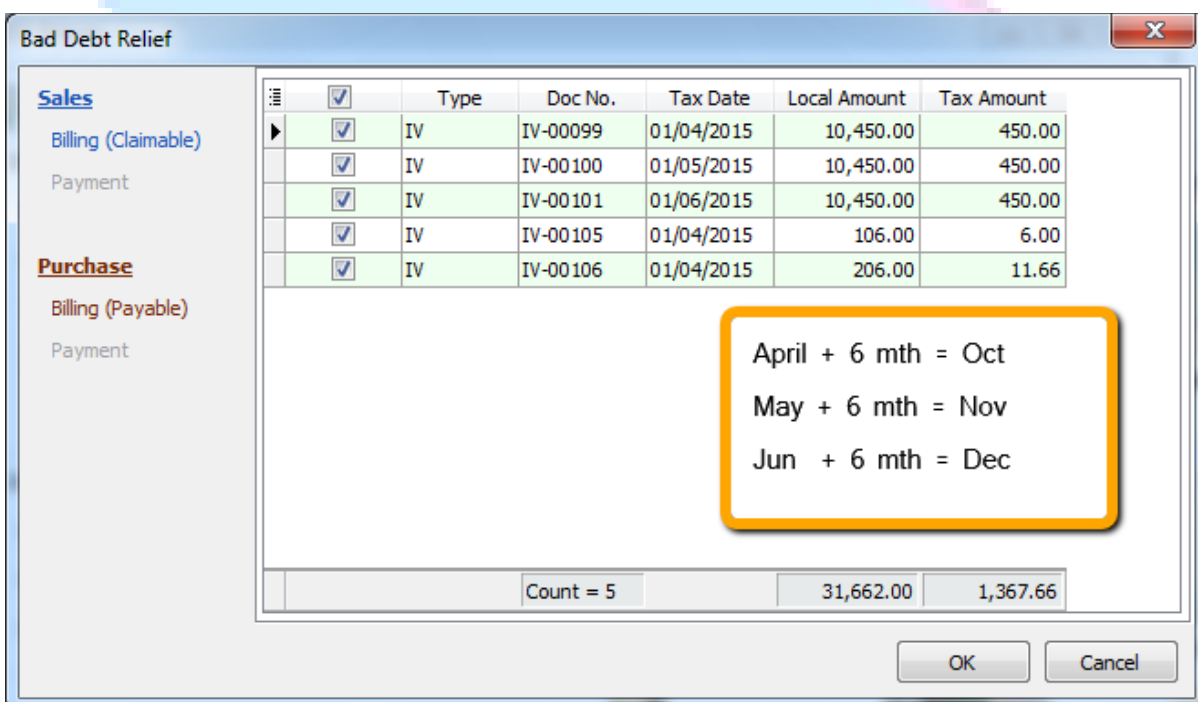 Bad Debt Relief
x
Sales
Billing (Claimable)
Payment
Purchase
Billing (Payable)
Payment
Type Doc No. Tax Date Local Amount Tax Amount
IV IV-00099 01/04/2015 10,450.00 450.00
IV IV-00100 01/05/2015 10,450.00 450.00
IV IV-00101 01/06/2015 10,450.00 450.00
IV IV-00105 01/04/2015 106.00 6.00
IV IV-00106 01/04/2015 206.00 11.66
April + 6 mth = Oct
May + 6 mth = Nov
Jun + 6 mth = Dec
Count = 5 31,662.00 1,367.66
OK Cancel